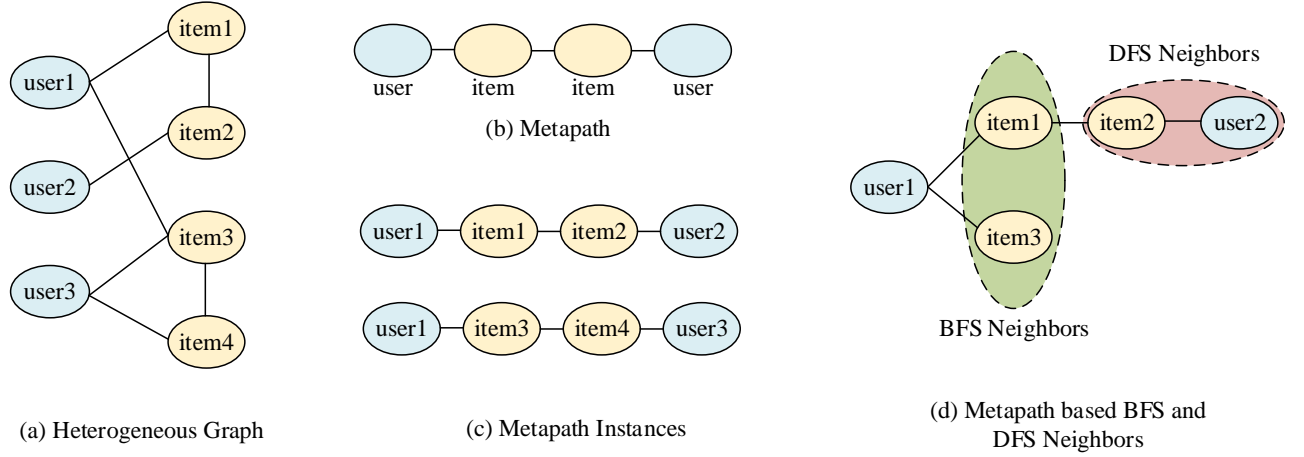 user1
user2
user3
item1
item2
item3
item4
(a) Heterogeneous Graph
user item item user
(b) Metapath
user1 item1 item2 user2
user1 item3 item4 user3
(c) Metapath Instances
DFS Neighbors
item1 item2 user2
user1
item3
BFS Neighbors
(d) Metapath based BFS and
DFS Neighbors